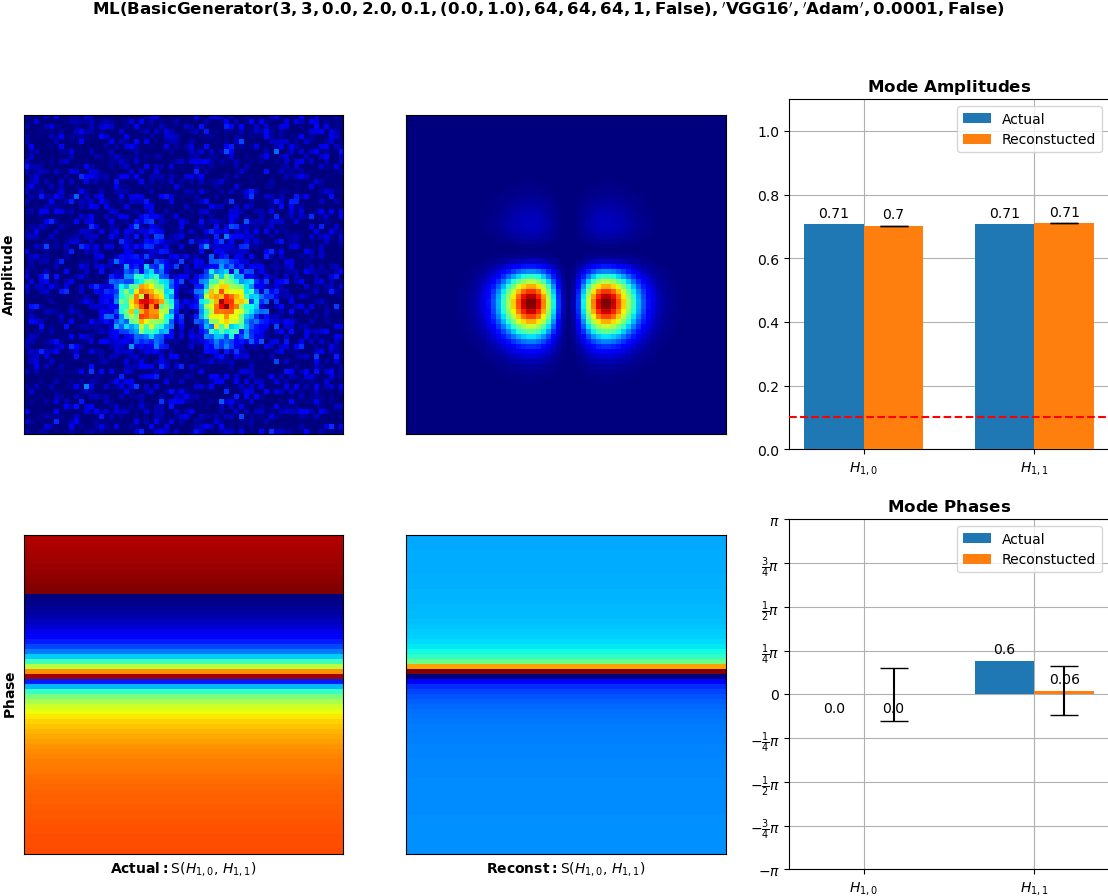 ML(BasicGenerator(3, 3, 0.0, 2.0, 0.1, (0.0, 1.0), 64, 64, 64, 1, False), ′VGG16′, ′Adam′, 0.0001, False)
Amplitude
Mode Amplitudes
Actual
Reconstucted
1.0
0.8
0.6
0.4
0.2
0.0
0.71
0.7
0.71
0.71
H1, 0
H1, 1
Phase
Actual: S(H1, 0, H1, 1)
Reconst: S(H1, 0, H1, 1)
Mode Phases
Actual
Reconstucted
π
3/4π
1/2π
1/4π
0
−1/4π
−1/2π
−3/4π
−π
0.0
0.0
0.6
0.06
H1, 0
H1, 1